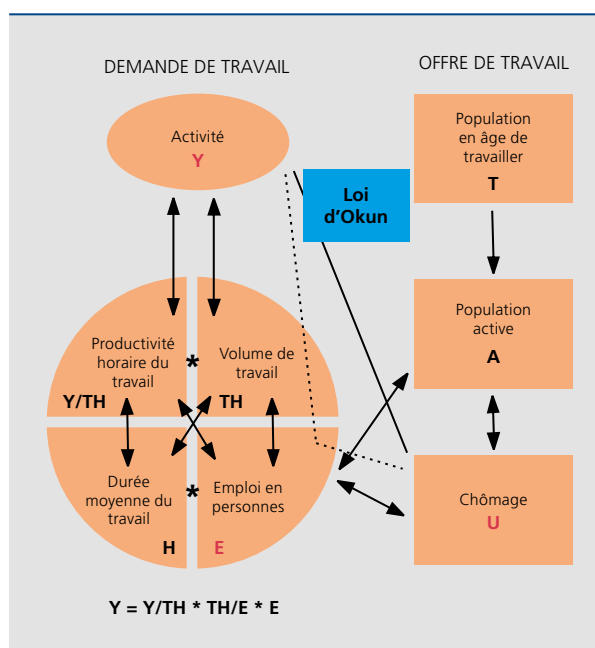 DEMANDE DE TRAVAIL
OFFRE DE TRAVAIL
Activité
Y
Population
en âge de
travailler
T
Loi
d'Okun
Population
active
A
Productivité
horaire du
travail
Y/TH
*
Volume de
travail
TH
Durée
moyenne du
travail
H
*
Emploi en
personnes
E
Chômage
U
Y = Y/TH * TH/E * E